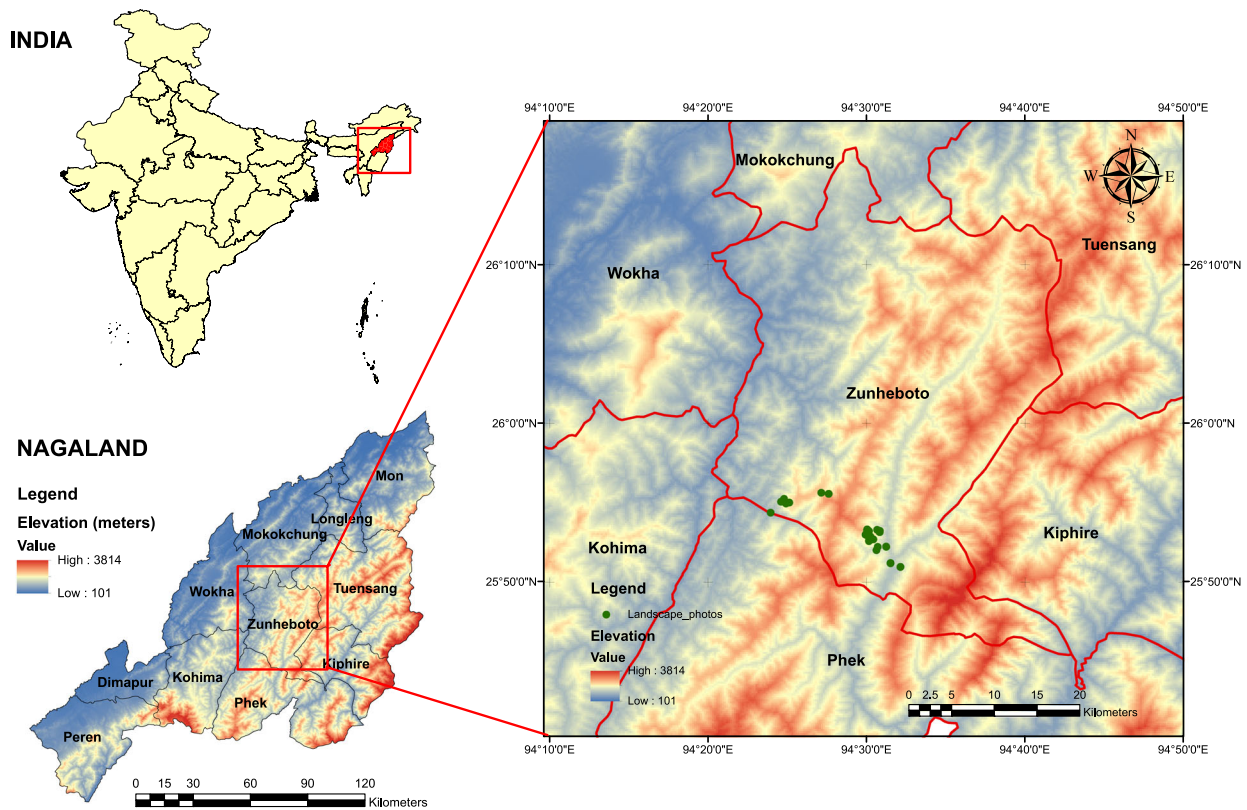 INDIA
NAGALAND
Legend
Elevation (meters)
Value
High : 3814
Low : 101
Mon
Longleng
Mokokchung
Wokha
Tuensang
Zunheboto
Kiphire
Kohima
Dimapur
Phek
Peren
0 15 30 60 90 120
Kilometers
94°10'0"E 94°20'0"E 94°30'0"E 94°40'0"E 94°50'0"E
N
W E
S
Mokokchung
Tuensang
Wokha
26°10'0"N 26°10'0"N
Zunheboto
26°0'0"N 26°0'0"N
Kiphire
Kohima
25°50'0"N 25°50'0"N
Legend
Landscape_photos
Elevation
Value
High : 3814
Low : 101
Phek
0 2.5 5 10 15 20
Kilometers
94°10'0"E 94°20'0"E 94°30'0"E 94°40'0"E 94°50'0"E